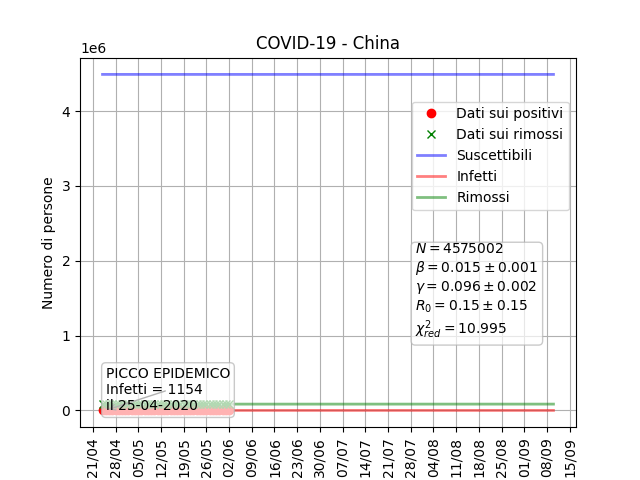 COVID-19 - China
1e6
Numero di persone
4
3
2
1
0
Dati sui positivi
Dati sui rimossi
Suscettibili
Infetti
Rimossi
N = 4575002
β = 0.015 ± 0.001
γ = 0.096 ± 0.002
R₀ = 0.15 ± 0.15
χ²red = 10.995
PICCO EPIDEMICO
Infetti = 1154
il 25-04-2020
21/04
28/04
05/05
12/05
19/05
26/05
02/06
09/06
16/06
23/06
30/06
07/07
14/07
21/07
28/07
04/08
11/08
18/08
25/08
01/09
08/09
15/09